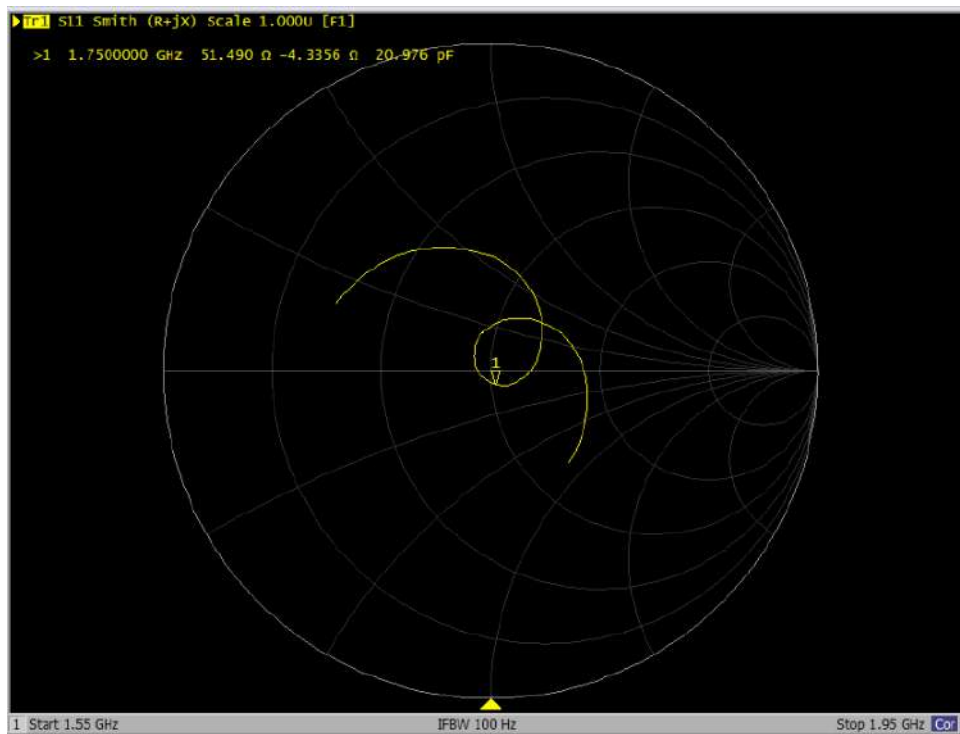 Tr1 S11 Smith (R+jX) Scale 1.000U [F1]
>1 1.7500000 GHz 51.490 Ω -4.3356 Ω 20.976 pF
1
1 Start 1.55 GHz IFBW 100 Hz Stop 1.95 GHz Cor